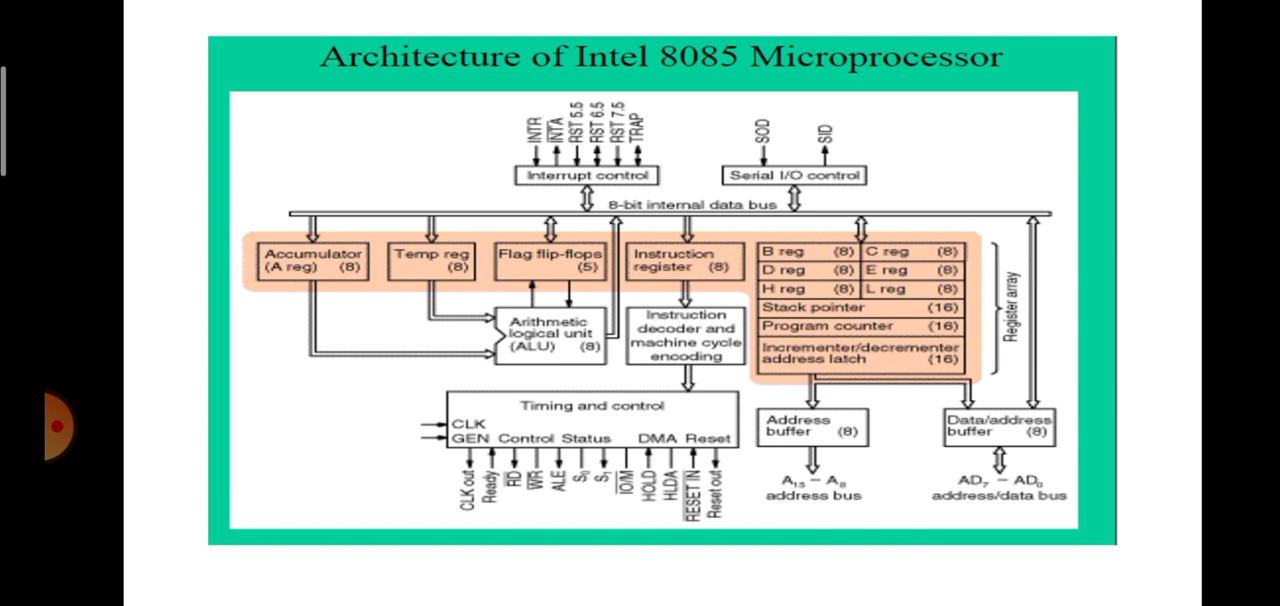 Architecture of Intel 8085 Microprocessor
INTR
INTA
RST 5.5
RST 6.5
RST 7.5
TRAP
SOD
SID
Interrupt control
Serial I/O control
8-bit internal data bus
Accumulator
(A reg) (8)
Temp reg
(8)
Flag flip-flops
(5)
Instruction
register (8)
B reg (8) C reg (8)
D reg (8) E reg (8)
H reg (8) L reg (8)
Stack pointer (16)
Program counter (16)
Incrementer/decrementer
address latch (16)
Register array
Arithmetic
logical unit
(ALU) (8)
Instruction
decoder and
machine cycle
encoding
Timing and control
CLK
GEN Control Status DMA Reset
CLK out
Ready
RD
WR
ALE
S₀
S₁
IO/M
HOLD
HLDA
RESET IN
Reset out
Address
buffer (8)
Data/address
buffer (8)
A₁₅ – A₈
address bus
AD₇ – AD₀
address/data bus